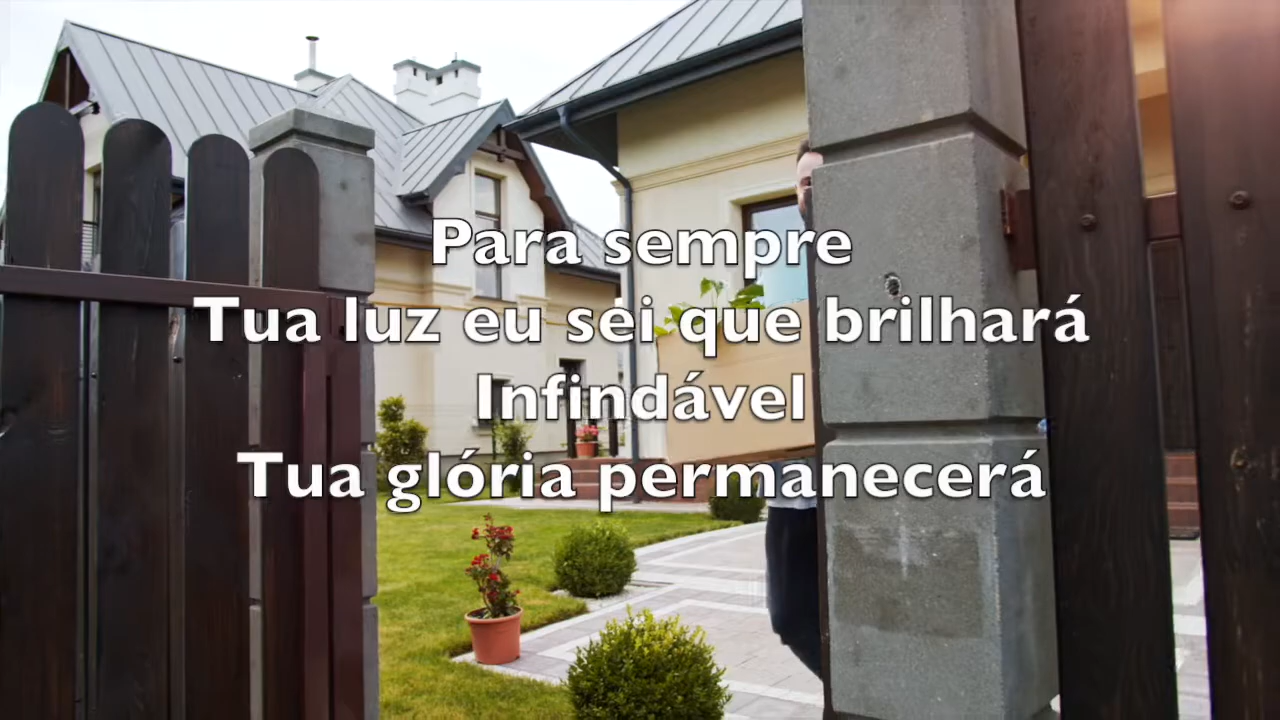 Para sempre
Tua luz eu sei que brilhará
Infindável
Tua glória permanecerá